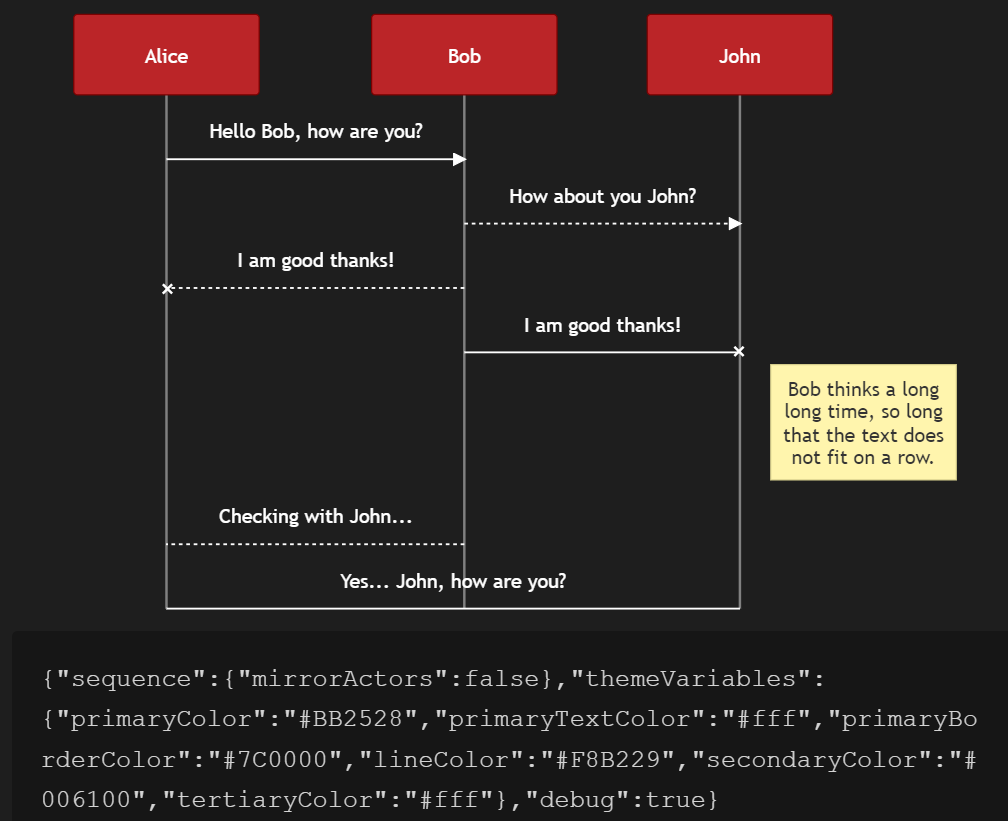 Alice
Bob
John
Hello Bob, how are you?
How about you John?
I am good thanks!
I am good thanks!
Bob thinks a long
long time, so long
that the text does
not fit on a row.
Checking with John...
Yes... John, how are you?
{"sequence":{"mirrorActors":false},"themeVariables":
{"primaryColor":"#BB2528","primaryTextColor":"#fff","primaryBo
rderColor":"#7C0000","lineColor":"#F8B229","secondaryColor":"#
006100","tertiaryColor":"#fff"},"debug":true}